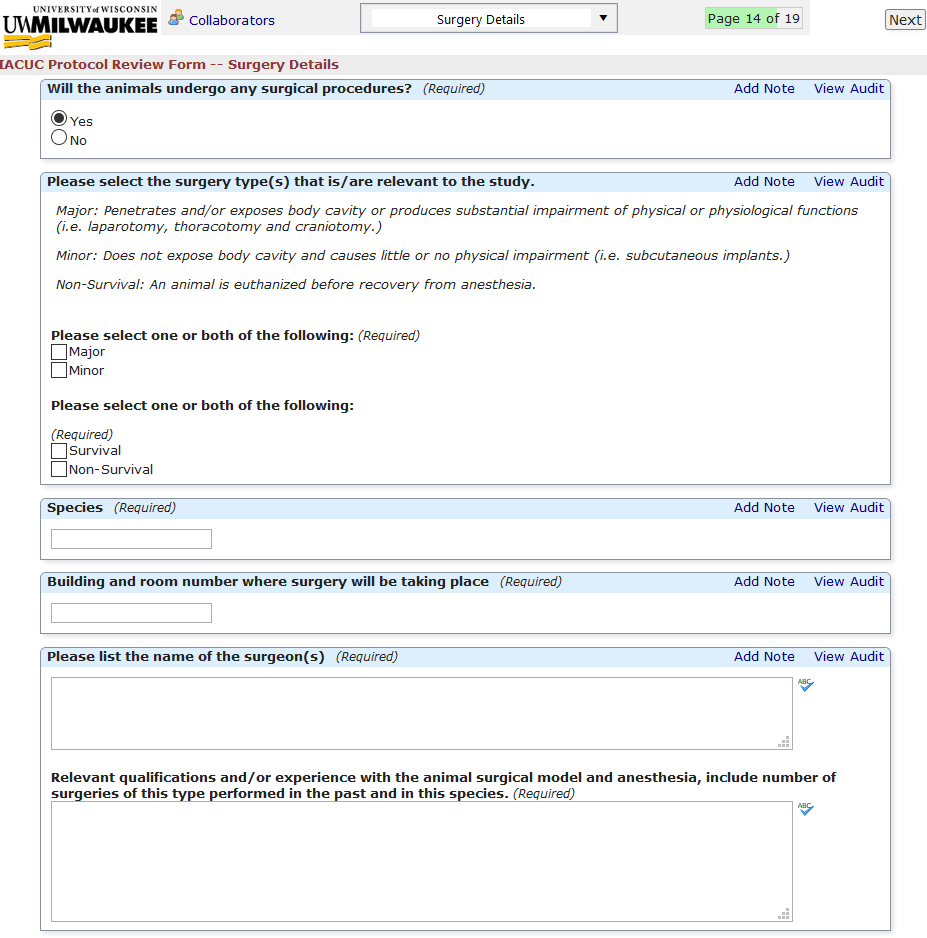 UNIVERSITY of WISCONSIN
UWMILWAUKEE
Collaborators
Surgery Details
Page 14 of 19
Next
IACUC Protocol Review Form -- Surgery Details
Will the animals undergo any surgical procedures? (Required) Add Note View Audit
Yes
No
Please select the surgery type(s) that is/are relevant to the study. Add Note View Audit
Major: Penetrates and/or exposes body cavity or produces substantial impairment of physical or physiological functions
(i.e. laparotomy, thoracotomy and craniotomy.)
Minor: Does not expose body cavity and causes little or no physical impairment (i.e. subcutaneous implants.)
Non-Survival: An animal is euthanized before recovery from anesthesia.
Please select one or both of the following: (Required)
Major
Minor
Please select one or both of the following:
(Required)
Survival
Non-Survival
Species (Required) Add Note View Audit
Building and room number where surgery will be taking place (Required) Add Note View Audit
Please list the name of the surgeon(s) (Required) Add Note View Audit
ABC
Relevant qualifications and/or experience with the animal surgical model and anesthesia, include number of
surgeries of this type performed in the past and in this species. (Required)
ABC